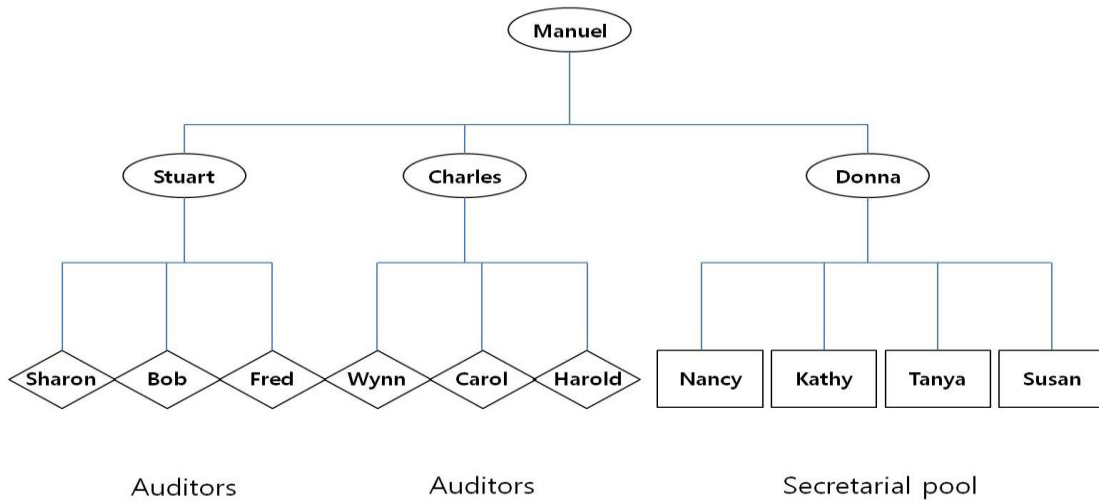 Manuel
Stuart Charles Donna
Sharon Bob Fred Wynn Carol Harold Nancy Kathy Tanya Susan
Auditors Auditors Secretarial pool